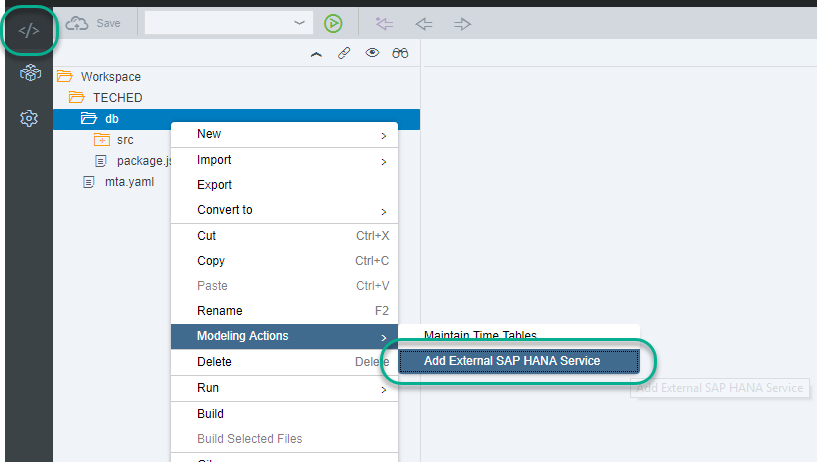 </>
Save
Workspace
TECHED
db
src
package.js
mta.yaml
New
Import
Export
Convert to
Cut Ctrl+X
Copy Ctrl+C
Paste Ctrl+V
Rename F2
Modeling Actions
Maintain Time Tables
Delete Delete
Add External SAP HANA Service
Add External SAP HANA Service
Run
Build
Build Selected Files